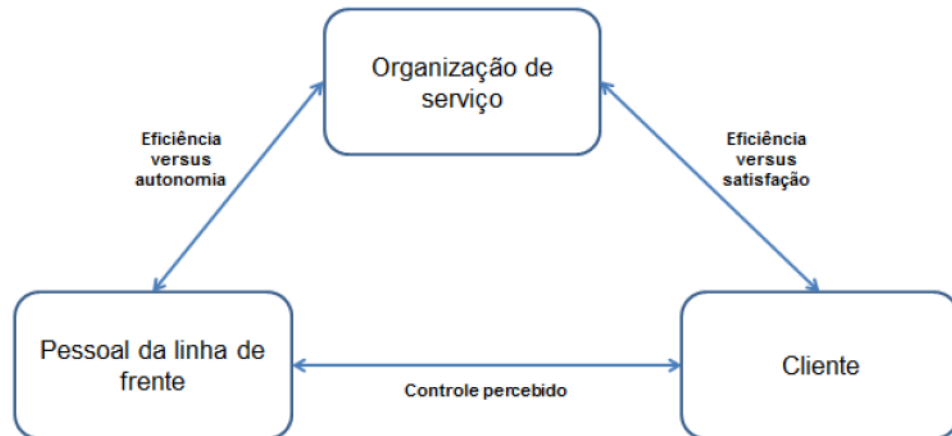 Organização de
serviço
Eficiência
versus
autonomia
Eficiência
versus
satisfação
Pessoal da linha de
frente
Controle percebido
Cliente